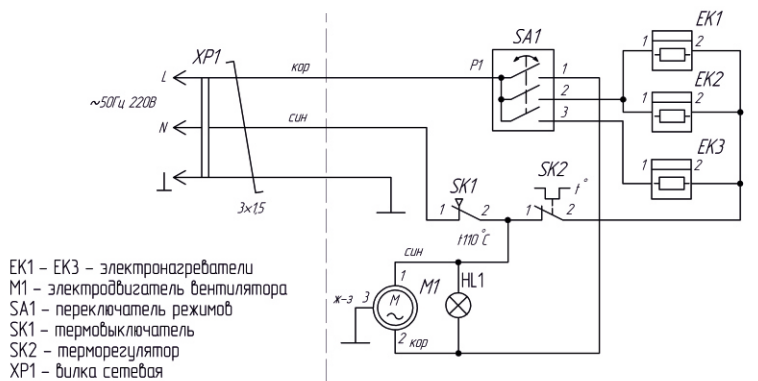 XP1
L
кор
~50Гц 220В
N
син
3×1,5
SA1
P1
1
2
3
EK1
1 2
EK2
1 2
EK3
1 2
SK1
1 2
t110°C
SK2
t°
1 2
син
1
ж-з 3
M
M1
HL1
2 кор
EK1 – EK3 – электронагреватели
M1 – электродвигатель вентилятора
SA1 – переключатель режимов
SK1 – термовыключатель
SK2 – терморегулятор
XP1 – вилка сетевая